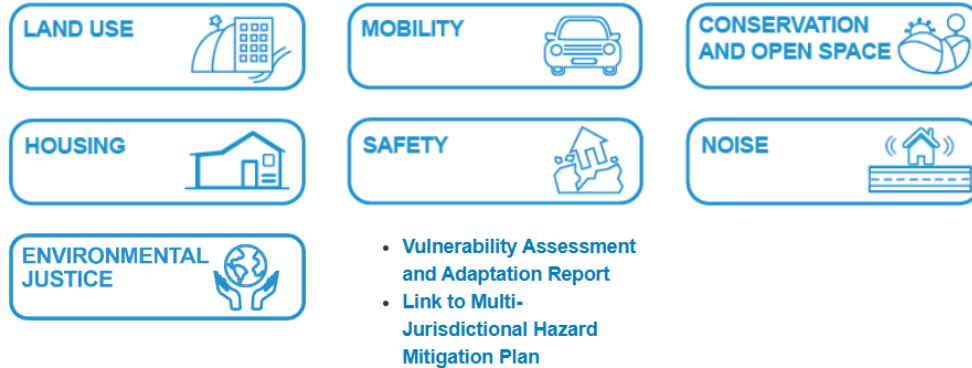 LAND USE
MOBILITY
CONSERVATION
AND OPEN SPACE
HOUSING
SAFETY
NOISE
ENVIRONMENTAL
JUSTICE
• Vulnerability Assessment
and Adaptation Report
• Link to Multi-
Jurisdictional Hazard
Mitigation Plan